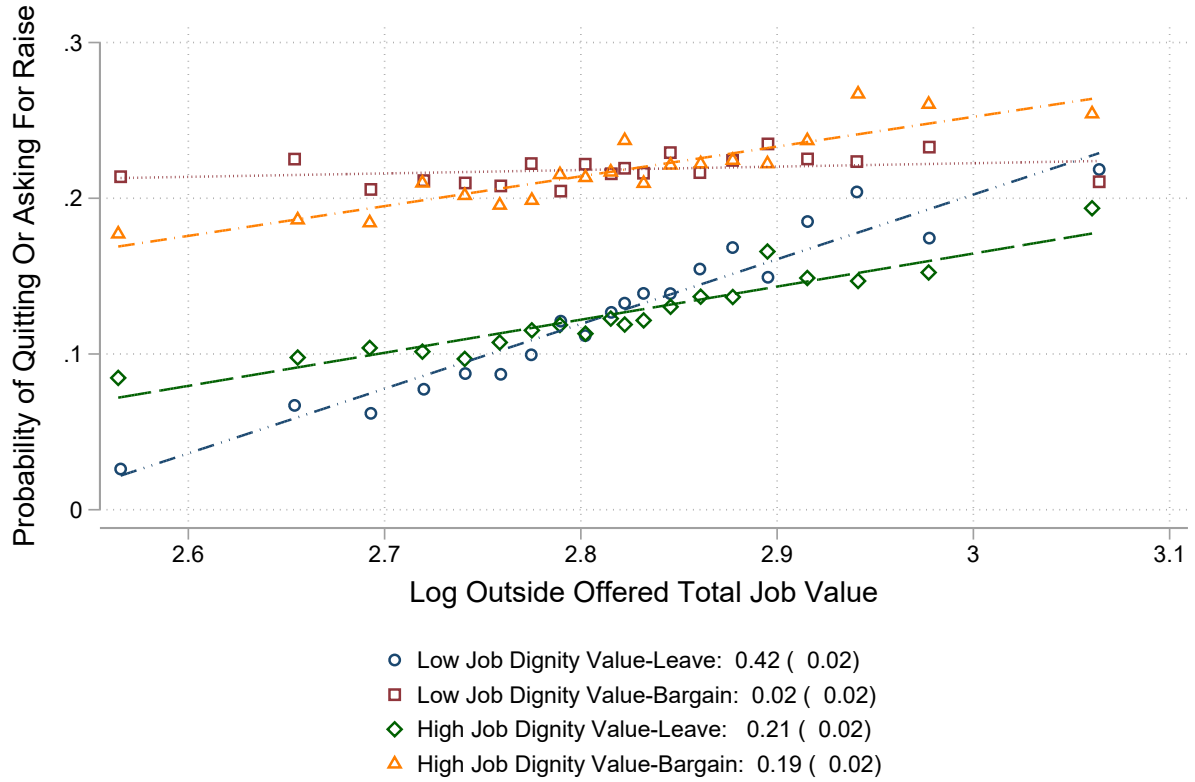 Probability of Quitting Or Asking For Raise
.3
.2
.1
0
2.6
2.7
2.8
2.9
3
3.1
Log Outside Offered Total Job Value
Low Job Dignity Value-Leave:  0.42 (  0.02)
Low Job Dignity Value-Bargain:  0.02 (  0.02)
High Job Dignity Value-Leave:   0.21 (  0.02)
High Job Dignity Value-Bargain:  0.19 (  0.02)